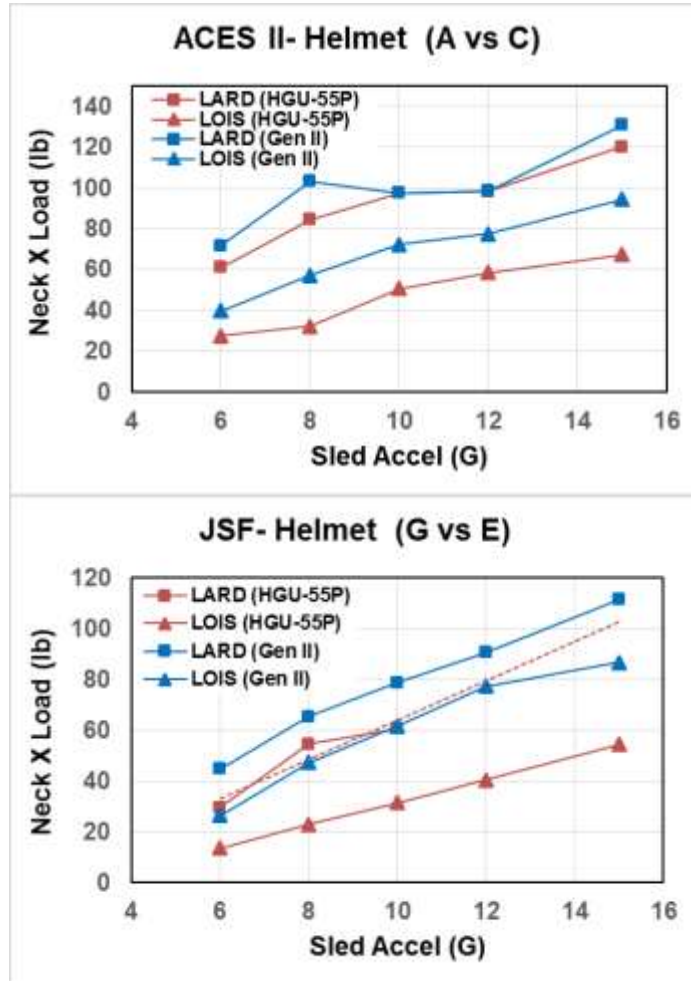 ACES II- Helmet (A vs C)
LARD (HGU-55P)
LOIS (HGU-55P)
LARD (Gen II)
LOIS (Gen II)
Neck X Load (lb)
140
120
100
80
60
40
20
0
4 6 8 10 12 14 16
Sled Accel (G)
JSF- Helmet (G vs E)
LARD (HGU-55P)
LOIS (HGU-55P)
LARD (Gen II)
LOIS (Gen II)
Neck X Load (lb)
120
100
80
60
40
20
0
4 6 8 10 12 14 16
Sled Accel (G)